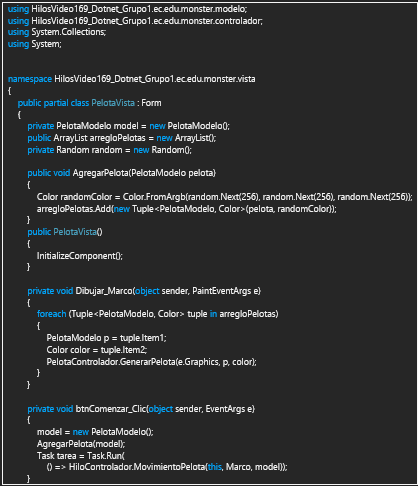 using HilosVideo169_Dotnet_Grupo1.ec.edu.monster.modelo;
using HilosVideo169_Dotnet_Grupo1.ec.edu.monster.controlador;
using System.Collections;
using System;
namespace HilosVideo169_Dotnet_Grupo1.ec.edu.monster.vista
{
public partial class PelotaVista : Form
{
private PelotaModelo model = new PelotaModelo();
public ArrayList arregloPelotas = new ArrayList();
private Random random = new Random();
public void AgregarPelota(PelotaModelo pelota)
{
Color randomColor = Color.FromArgb(random.Next(256), random.Next(256), random.Next(256));
arregloPelotas.Add(new Tuple<PelotaModelo, Color>(pelota, randomColor));
}
public PelotaVista()
{
InitializeComponent();
}
private void Dibujar_Marco(object sender, PaintEventArgs e)
{
foreach (Tuple<PelotaModelo, Color> tuple in arregloPelotas)
{
PelotaModelo p = tuple.Item1;
Color color = tuple.Item2;
PelotaControlador.GenerarPelota(e.Graphics, p, color);
}
}
private void btnComenzar_Clic(object sender, EventArgs e)
{
model = new PelotaModelo();
AgregarPelota(model);
Task tarea = Task.Run(
() => HiloControlador.MovimientoPelota(this, Marco, model));
}